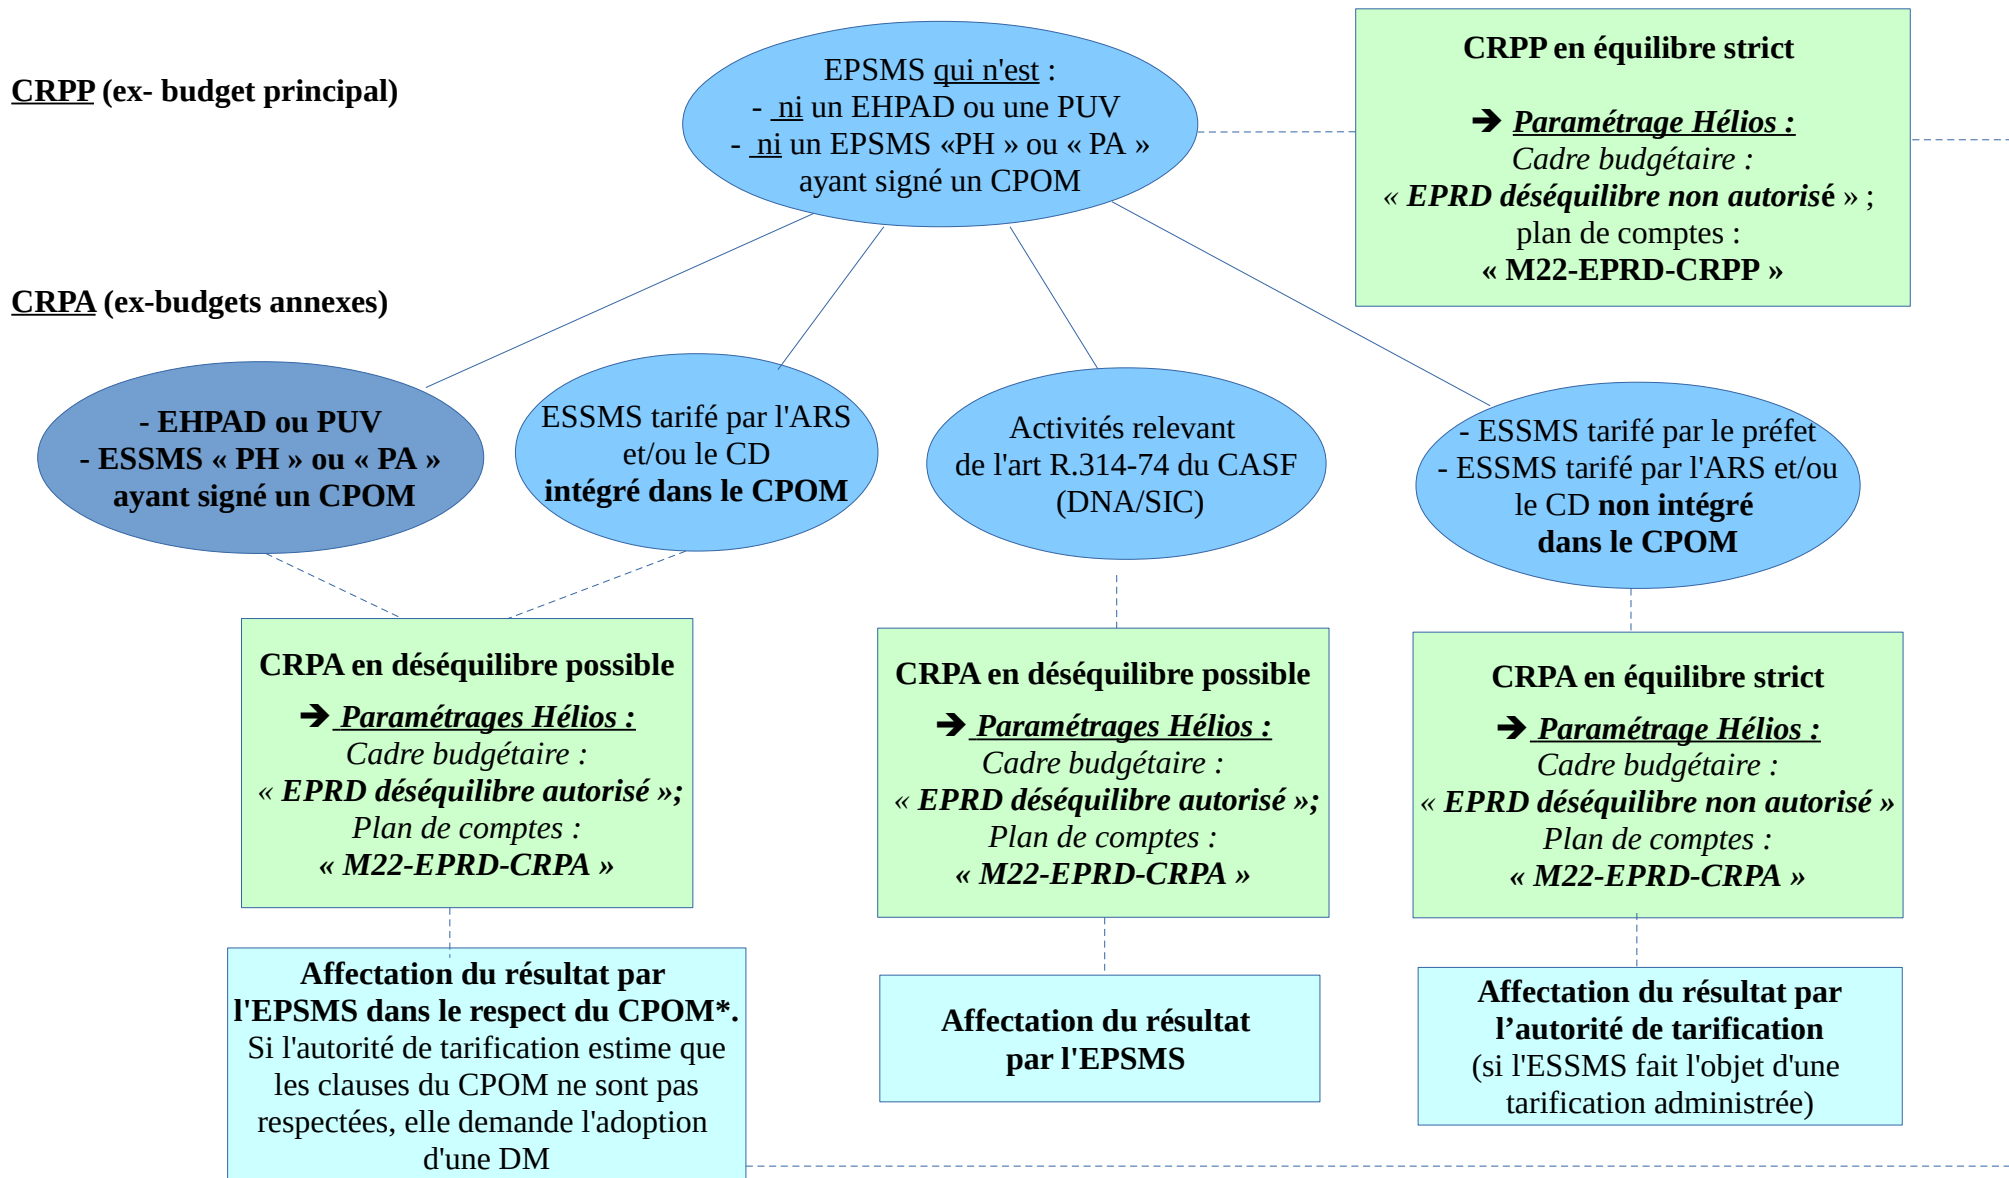 CRPP (ex- budget principal)
EPSMS qui n'est :
- ni un EHPAD ou une PUV
- ni un EPSMS «PH » ou « PA »
ayant signé un CPOM
CRPP en équilibre strict
➔ Paramétrage Hélios :
Cadre budgétaire :
« EPRD déséquilibre non autorisé » ;
plan de comptes :
« M22-EPRD-CRPP »
CRPA (ex-budgets annexes)
- EHPAD ou PUV
- ESSMS « PH » ou « PA »
ayant signé un CPOM
ESSMS tarifé par l'ARS
et/ou le CD
intégré dans le CPOM
Activités relevant
de l'art R.314-74 du CASF
(DNA/SIC)
- ESSMS tarifé par le préfet
- ESSMS tarifé par l'ARS et/ou
le CD non intégré
dans le CPOM
CRPA en déséquilibre possible
➔ Paramétrages Hélios :
Cadre budgétaire :
« EPRD déséquilibre autorisé »;
Plan de comptes :
« M22-EPRD-CRPA »
CRPA en déséquilibre possible
➔ Paramétrages Hélios :
Cadre budgétaire :
« EPRD déséquilibre autorisé »;
Plan de comptes :
« M22-EPRD-CRPA »
CRPA en équilibre strict
➔ Paramétrage Hélios :
Cadre budgétaire :
« EPRD déséquilibre non autorisé »
Plan de comptes :
« M22-EPRD-CRPA »
Affectation du résultat par
l'EPSMS dans le respect du CPOM*.
Si l'autorité de tarification estime que
les clauses du CPOM ne sont pas
respectées, elle demande l'adoption
d'une DM
Affectation du résultat
par l'EPSMS
Affectation du résultat par
l’autorité de tarification
(si l'ESSMS fait l'objet d'une
tarification administrée)